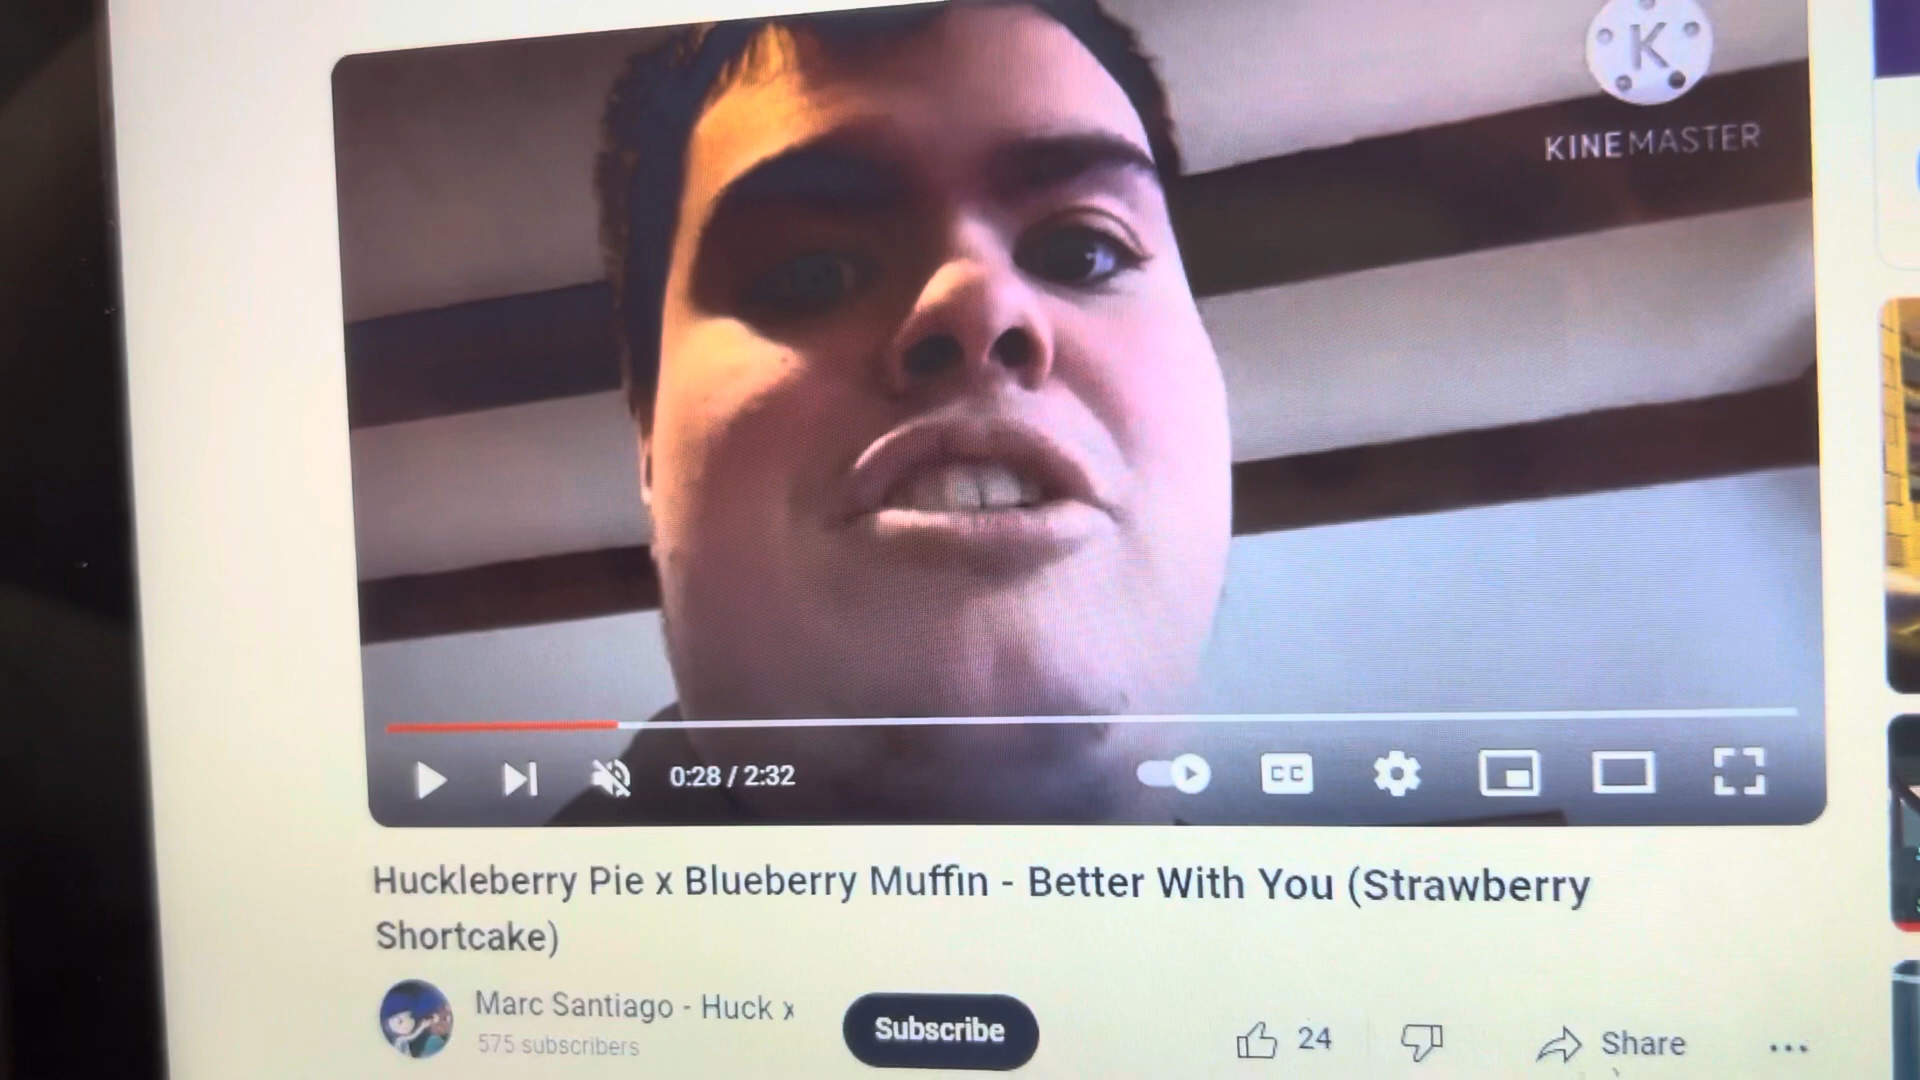 K
KINEMASTER
0:28 / 2:32
CC
Huckleberry Pie x Blueberry Muffin - Better With You (Strawberry
Shortcake)
Marc Santiago - Huck x
575 subscribers
Subscribe
24
Share